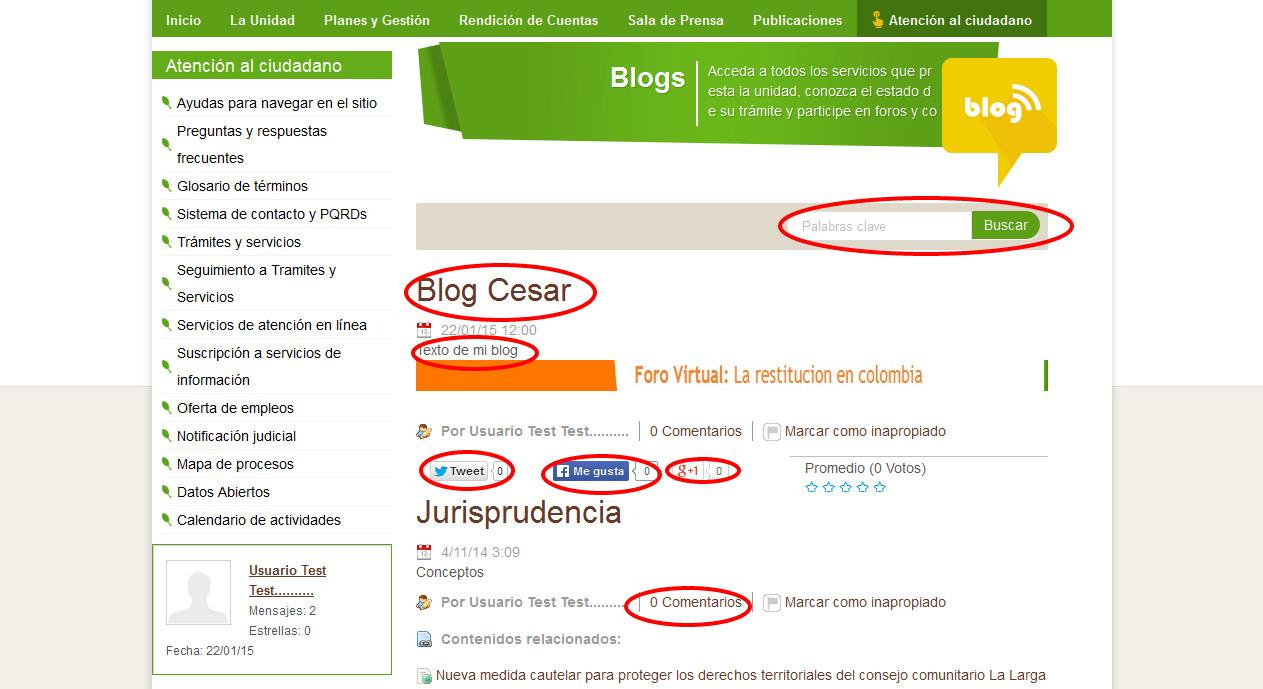 Inicio La Unidad Planes y Gestión Rendición de Cuentas Sala de Prensa Publicaciones Atención al ciudadano
Atención al ciudadano
Ayudas para navegar en el sitio
Preguntas y respuestas
frecuentes
Glosario de términos
Sistema de contacto y PQRDs
Trámites y servicios
Seguimiento a Tramites y
Servicios
Servicios de atención en línea
Suscripción a servicios de
información
Oferta de empleos
Notificación judicial
Mapa de procesos
Datos Abiertos
Calendario de actividades
Usuario Test
Test..........
Mensajes: 2
Estrellas: 0
Fecha: 22/01/15
Blogs
Acceda a todos los servicios que pr
esta la unidad, conozca el estado d
e su trámite y participe en foros y co
blog
Palabras clave Buscar
Blog Cesar
22/01/15 12:00
Texto de mi blog
Foro Virtual: La restitucion en colombia
Por Usuario Test Test.......... 0 Comentarios Marcar como inapropiado
Tweet 0 Me gusta 0 g+1 0 Promedio (0 Votos)
Jurisprudencia
4/11/14 3:09
Conceptos
Por Usuario Test Test.......... 0 Comentarios Marcar como inapropiado
Contenidos relacionados:
Nueva medida cautelar para proteger los derechos territoriales del consejo comunitario La Larga